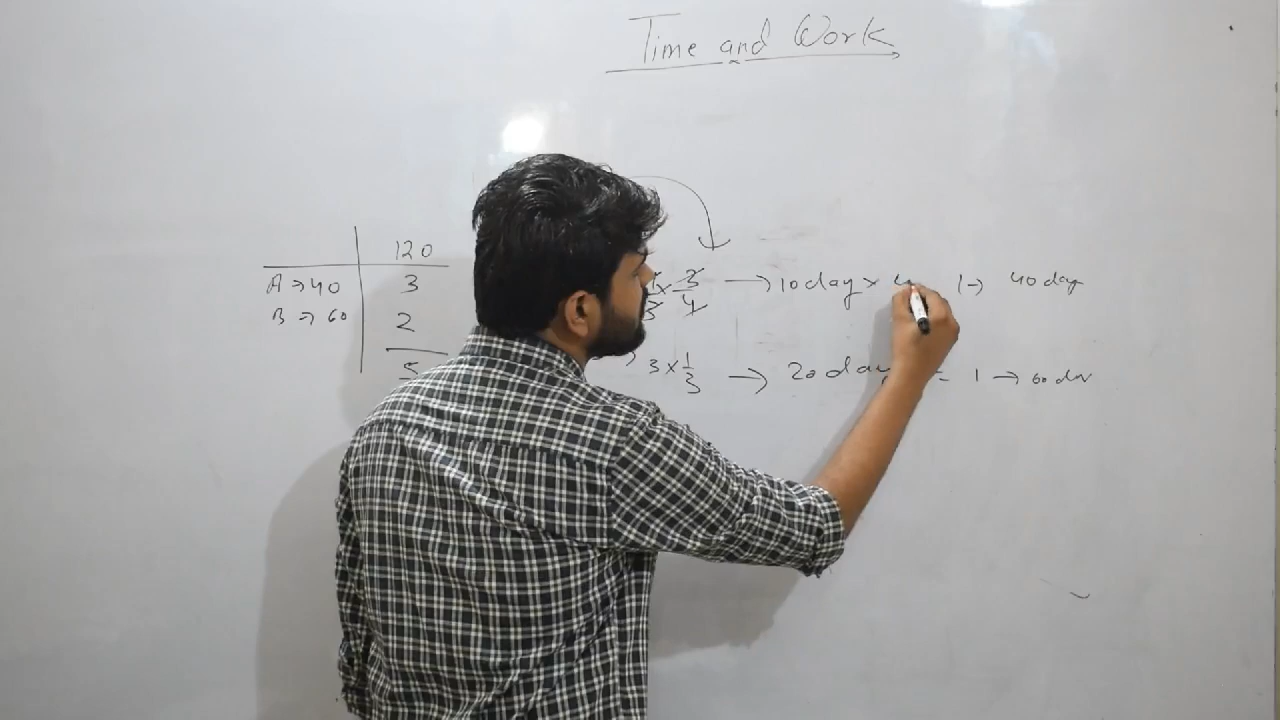 Time and Work
120
A → 40 3 × 3/4 → 10 day × 4 1 → 40 day
B → 60 2
5 3 × 1/3 → 20 day = 1 → 60 day